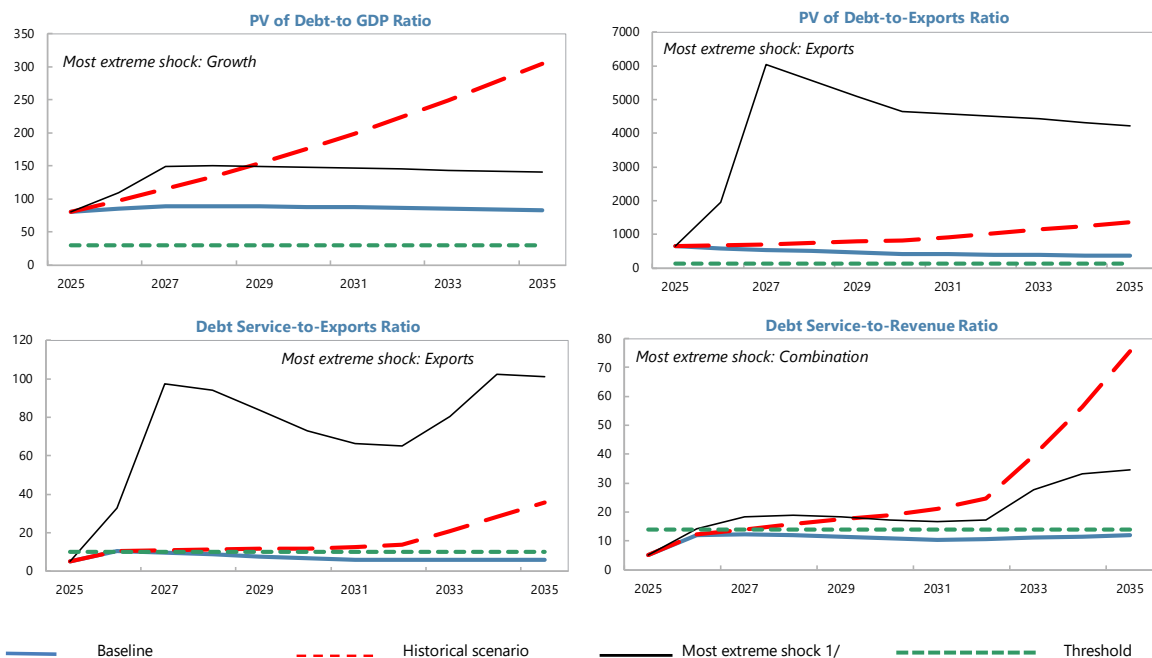 PV of Debt-to GDP Ratio
350
300
250
200
150
100
50
0
Most extreme shock: Growth
2025 2027 2029 2031 2033 2035
PV of Debt-to-Exports Ratio
7000
6000
5000
4000
3000
2000
1000
0
Most extreme shock: Exports
2025 2027 2029 2031 2033 2035
Debt Service-to-Exports Ratio
120
100
80
60
40
20
0
Most extreme shock: Exports
2025 2027 2029 2031 2033 2035
Debt Service-to-Revenue Ratio
80
70
60
50
40
30
20
10
0
Most extreme shock: Combination
2025 2027 2029 2031 2033 2035
Baseline Historical scenario Most extreme shock 1/ Threshold